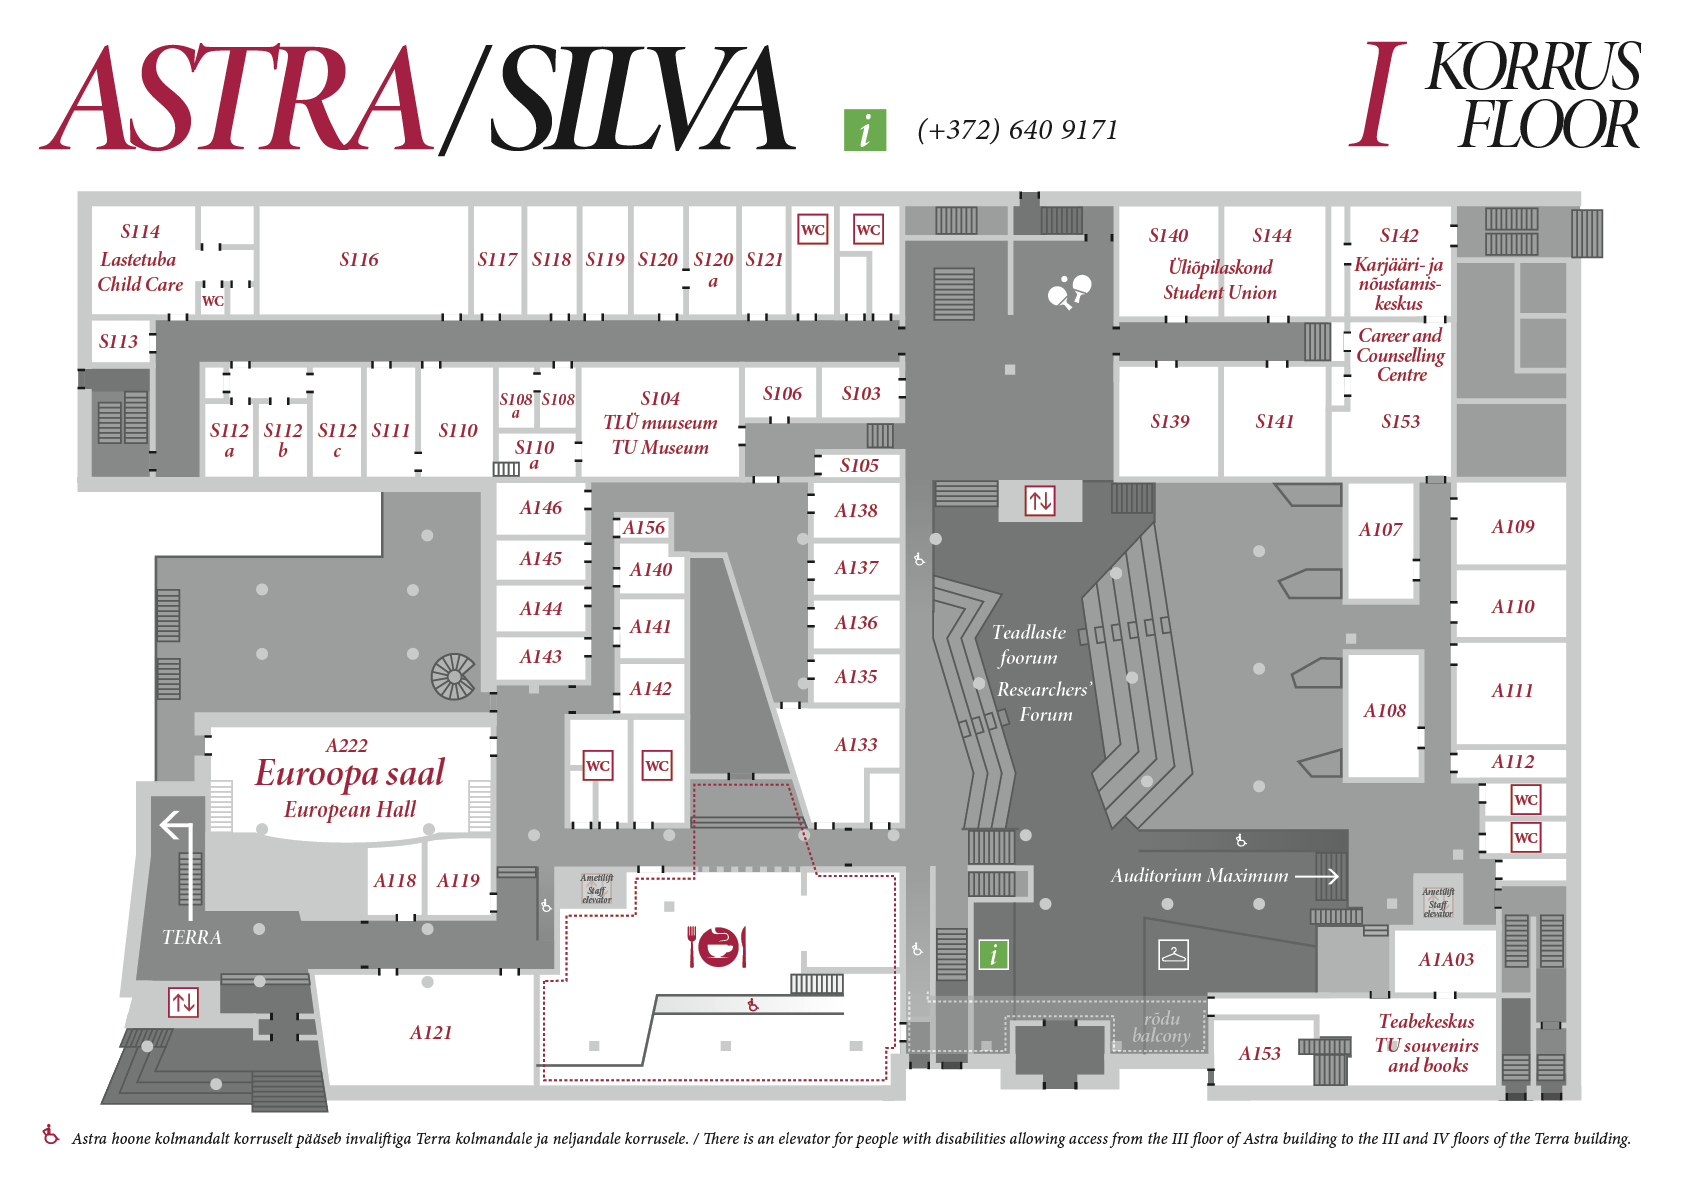 ASTRA/SILVA
i (+372) 640 9171
I KORRUS
FLOOR
S114
Lastetuba
Child Care
WC
S116
S117
S118
S119
S120
S120
a
S121
WC
WC
S140
S144
Üliõpilaskond
Student Union
S142
Karjääri- ja
nõustamis-
keskus
Career and
Counselling
Centre
S153
S113
S112
a
S112
b
S112
c
S111
S110
S108
a
S108
S110
a
S104
TLÜ muuseum
TU Museum
S106
S103
S105
S139
S141
A146
A145
A144
A143
A156
A140
A141
A142
A138
A137
A136
A135
A133
WC
WC
Teadlaste
foorum
Researchers'
Forum
A107
A108
A109
A110
A111
A112
WC
WC
A222
Euroopa saal
European Hall
A118
A119
TERRA
Ametilift
Staff
elevator
Auditorium Maximum
Ametilift
Staff
elevator
i
A1A03
A121
rõdu
balcony
A153
Teabekeskus
TU souvenirs
and books
Astra hoone kolmandalt korruselt pääseb invaliftiga Terra kolmandale ja neljandale korrusele. / There is an elevator for people with disabilities allowing access from the III floor of Astra building to the III and IV floors of the Terra building.